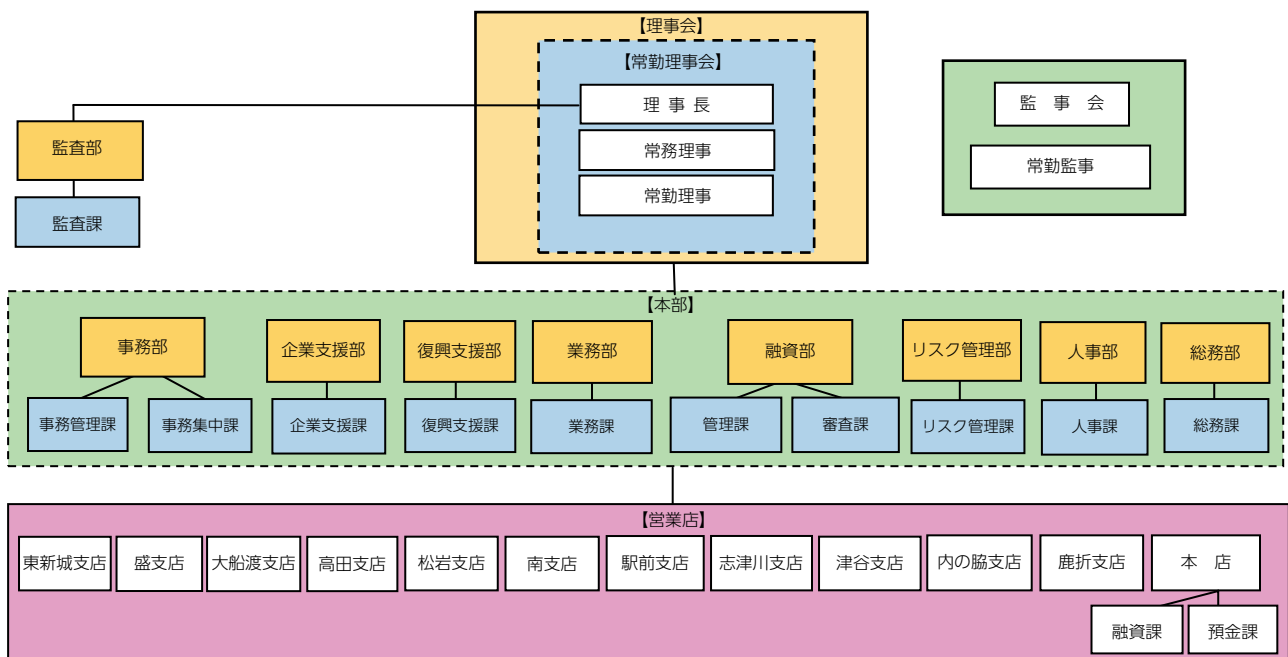 【理事会】
【常勤理事会】
理 事 長
常務理事
常勤理事
監 事 会
常勤監事
監査部
監査課
【本部】
事務部
企業支援部
復興支援部
業務部
融資部
リスク管理部
人事部
総務部
事務管理課
事務集中課
企業支援課
復興支援課
業務課
管理課
審査課
リスク管理課
人事課
総務課
【営業店】
東新城支店
盛支店
大船渡支店
高田支店
松岩支店
南支店
駅前支店
志津川支店
津谷支店
内の脇支店
鹿折支店
本 店
融資課
預金課